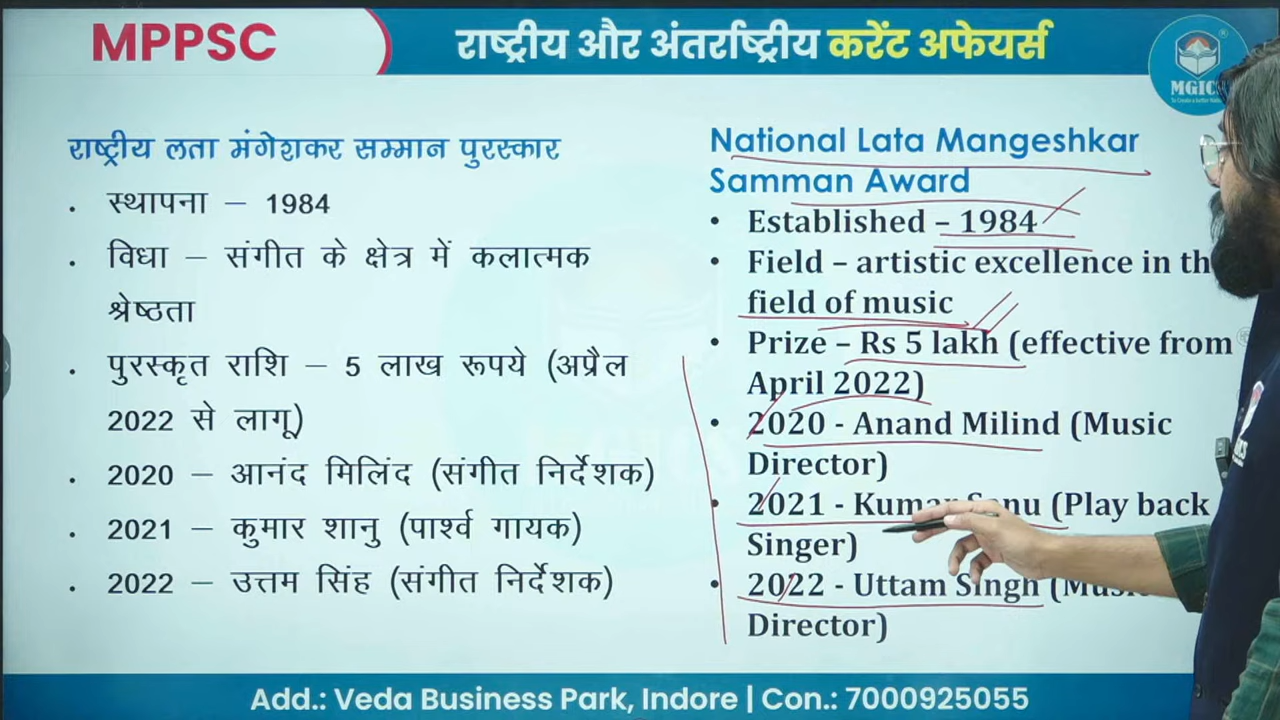 MPPSC
राष्ट्रीय और अंतर्राष्ट्रीय करेंट अफेयर्स
MGICS
राष्ट्रीय लता मंगेशकर सम्मान पुरस्कार
. स्थापना – 1984
. विधा – संगीत के क्षेत्र में कलात्मक
श्रेष्ठता
. पुरस्कृत राशि – 5 लाख रूपये (अप्रैल
2022 से लागू)
. 2020 – आनंद मिलिंद (संगीत निर्देशक)
. 2021 – कुमार शानु (पार्श्व गायक)
. 2022 – उत्तम सिंह (संगीत निर्देशक)
National Lata Mangeshkar
Samman Award
• Established – 1984
• Field – artistic excellence in
field of music
• Prize – Rs 5 lakh (effective from
April 2022)
• 2020 - Anand Milind (Music
Director)
• 2021 - Kumar Sanu (Play back
Singer)
• 2022 - Uttam Singh
Director)
Add.: Veda Business Park, Indore | Con.: 7000925055